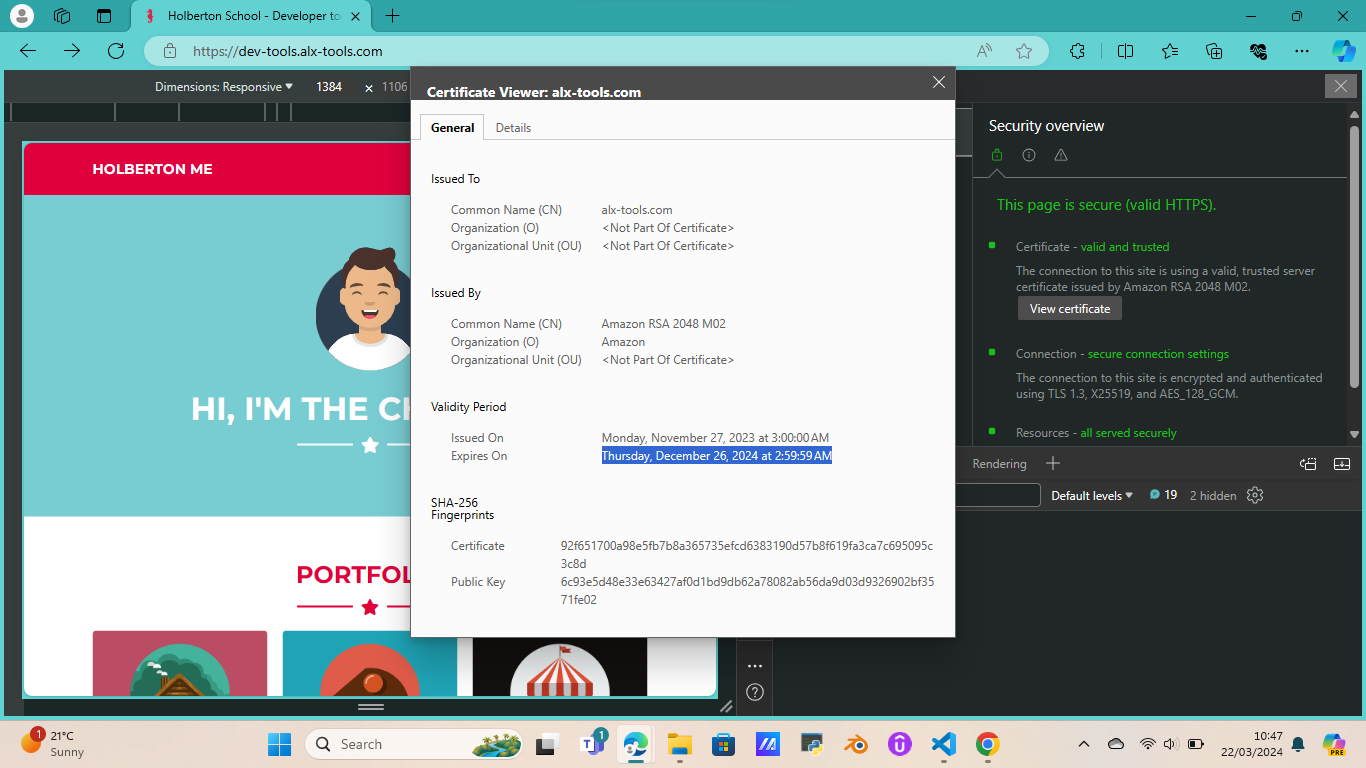 Holberton School - Developer to
https://dev-tools.alx-tools.com
Dimensions: Responsive
1384
×
1106
Certificate Viewer: alx-tools.com
General
Details
Issued To
Common Name (CN) alx-tools.com
Organization (O) <Not Part Of Certificate>
Organizational Unit (OU) <Not Part Of Certificate>
Issued By
Common Name (CN) Amazon RSA 2048 M02
Organization (O) Amazon
Organizational Unit (OU) <Not Part Of Certificate>
Validity Period
Issued On Monday, November 27, 2023 at 3:00:00 AM
Expires On Thursday, December 26, 2024 at 2:59:59 AM
SHA-256
Fingerprints
Certificate 92f651700a98e5fb7b8a365735efcd6383190d57b8f619fa3ca7c695095c
3c8d
Public Key 6c93e5d48e33e63427af0d1bd9db62a78082ab56da9d03d9326902bf35
71fe02
HOLBERTON ME
HI, I'M THE C
PORTFOL
Security overview
This page is secure (valid HTTPS).
Certificate - valid and trusted
The connection to this site is using a valid, trusted server
certificate issued by Amazon RSA 2048 M02.
View certificate
Connection - secure connection settings
The connection to this site is encrypted and authenticated
using TLS 1.3, X25519, and AES_128_GCM.
Resources - all served securely
Rendering
Default levels
19
2 hidden
1
21°C
Sunny
Search
1
10:47
22/03/2024
PRE